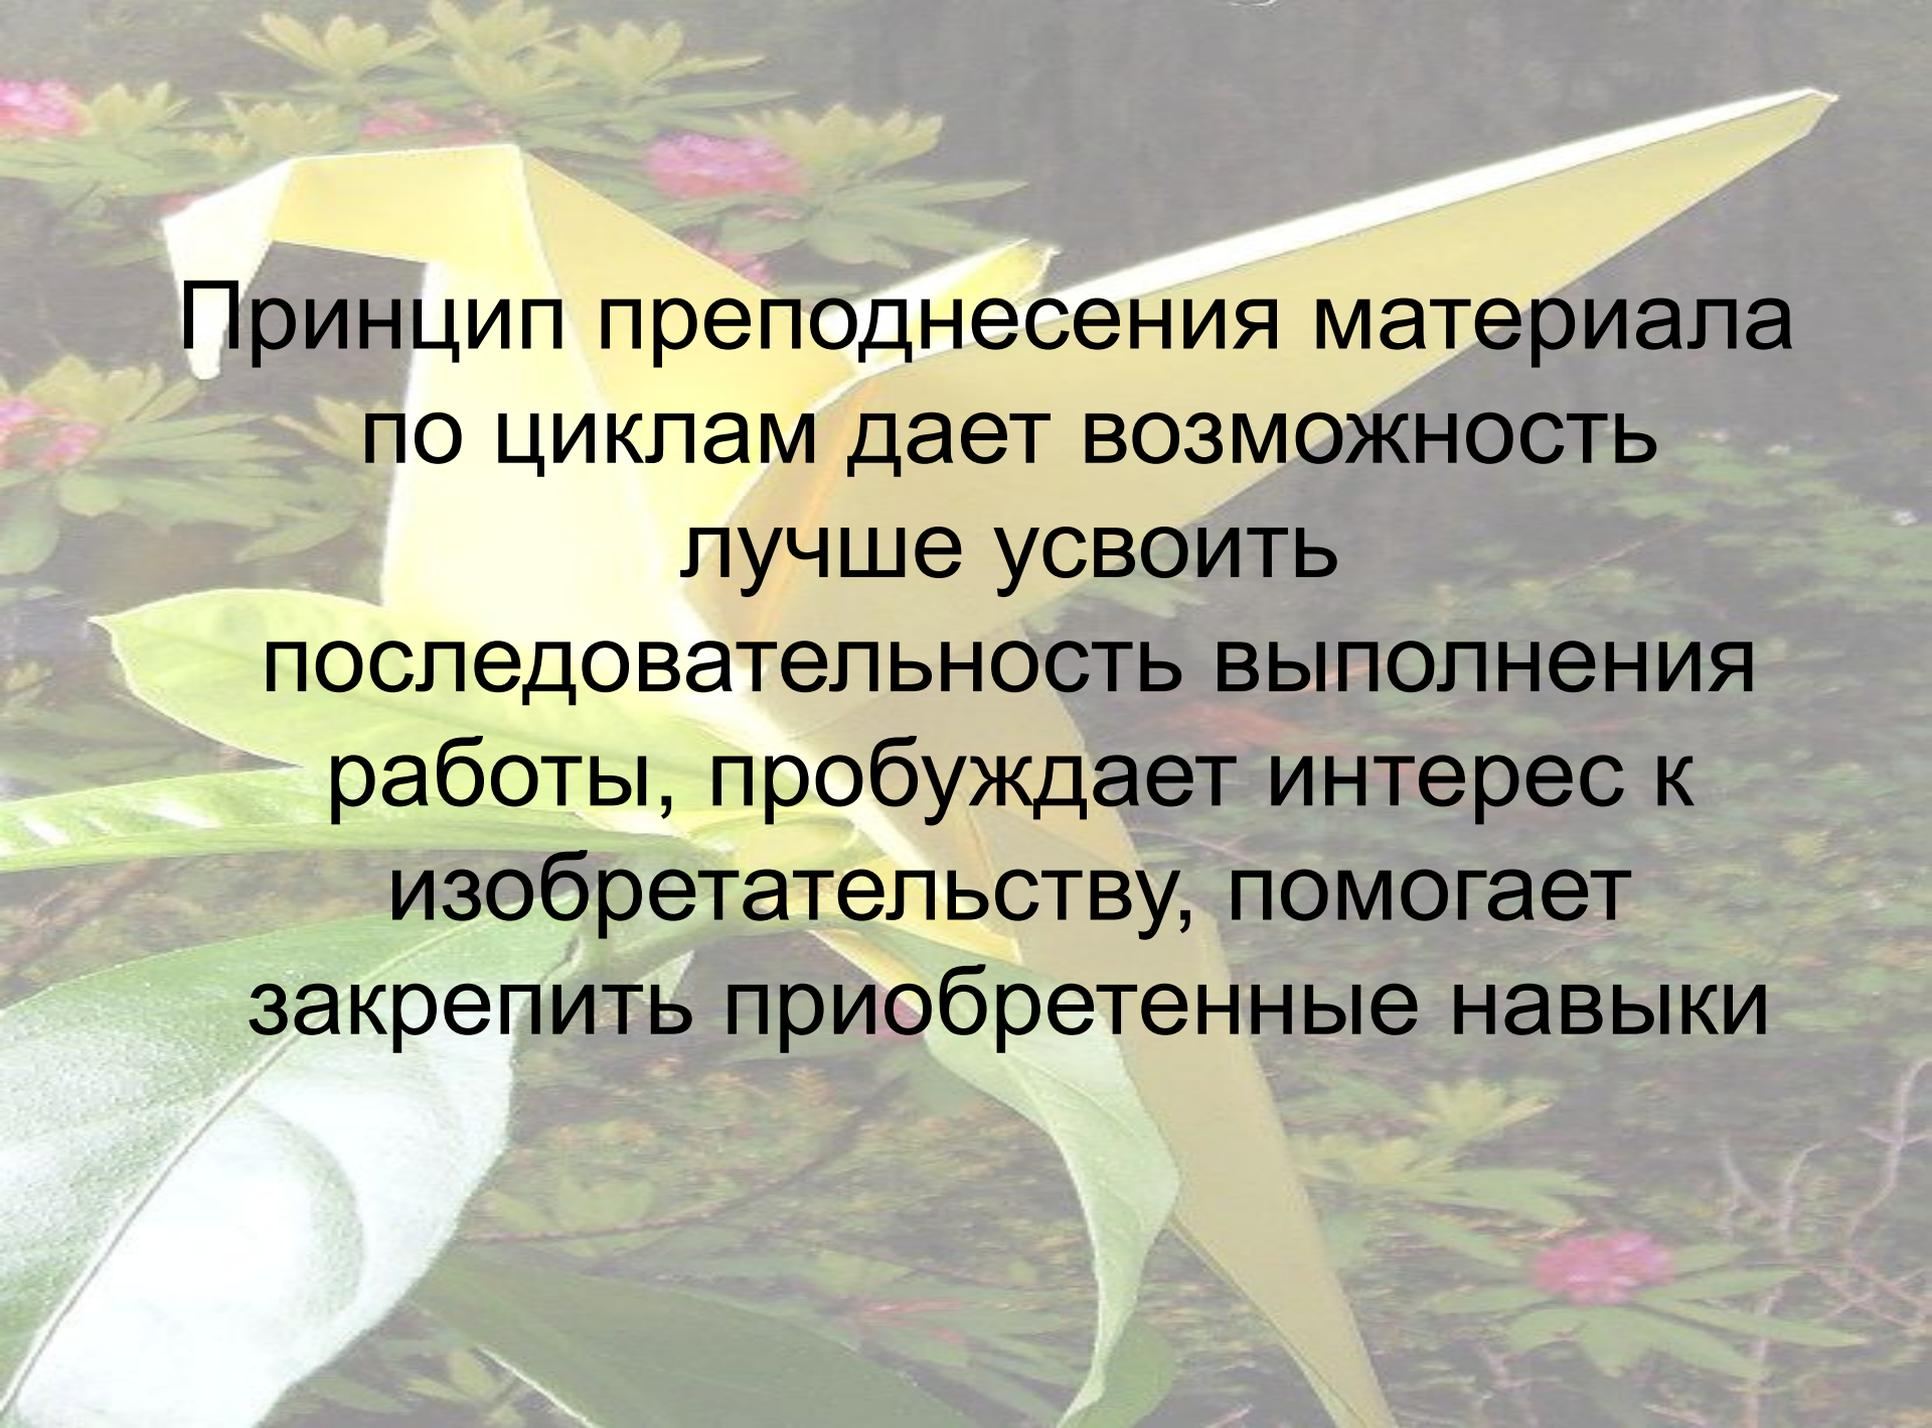 Принцип преподнесения материала
по циклам дает возможность
лучше усвоить
последовательность выполнения
работы, пробуждает интерес к
изобретательству, помогает
закрепить приобретенные навыки